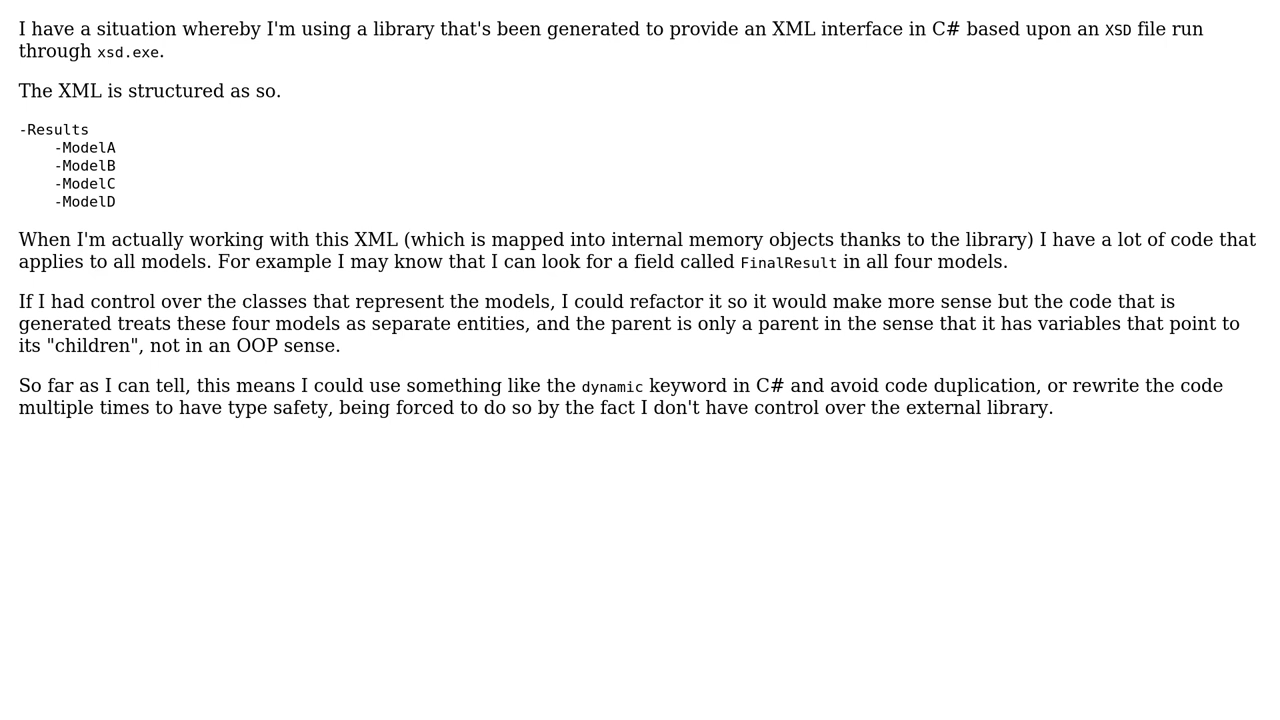 I have a situation whereby I'm using a library that's been generated to provide an XML interface in C# based upon an XSD file run
through xsd.exe.
The XML is structured as so.
-Results
    -ModelA
    -ModelB
    -ModelC
    -ModelD
When I'm actually working with this XML (which is mapped into internal memory objects thanks to the library) I have a lot of code that
applies to all models. For example I may know that I can look for a field called FinalResult in all four models.
If I had control over the classes that represent the models, I could refactor it so it would make more sense but the code that is
generated treats these four models as separate entities, and the parent is only a parent in the sense that it has variables that point to
its "children", not in an OOP sense.
So far as I can tell, this means I could use something like the dynamic keyword in C# and avoid code duplication, or rewrite the code
multiple times to have type safety, being forced to do so by the fact I don't have control over the external library.